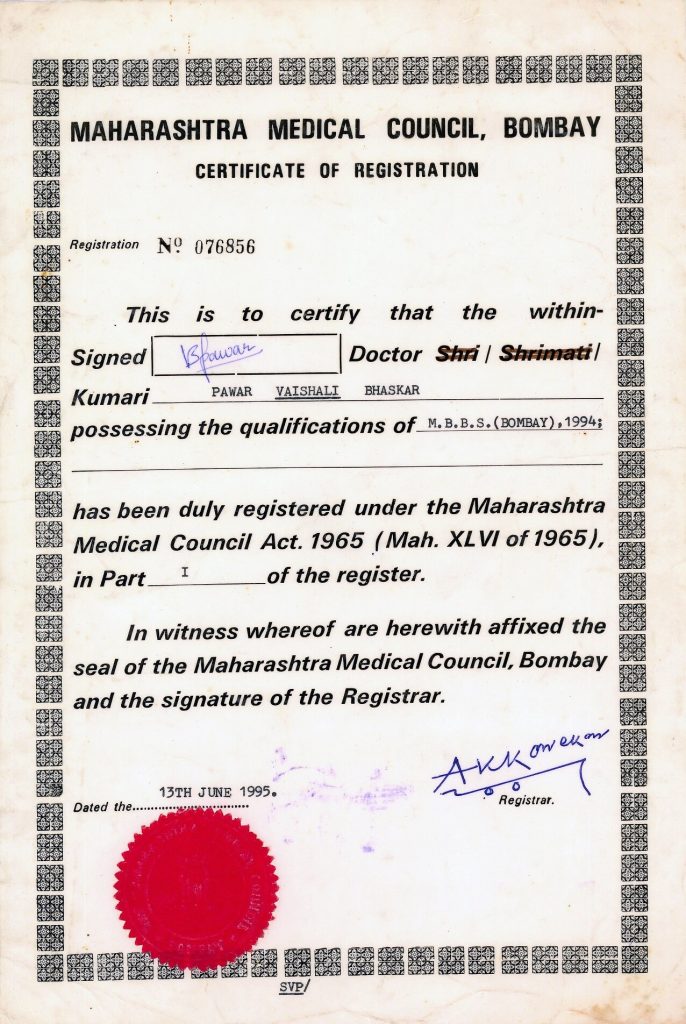 MAHARASHTRA MEDICAL COUNCIL, BOMBAY
CERTIFICATE OF REGISTRATION
Registration Nº 076856
This is to certify that the within-
Signed Bpawar Doctor Shri / Shrimati /
Kumari PAWAR VAISHALI BHASKAR
possessing the qualifications of M.B.B.S.(BOMBAY),1994;
has been duly registered under the Maharashtra
Medical Council Act. 1965 (Mah. XLVI of 1965),
in Part I of the register.
In witness whereof are herewith affixed the
seal of the Maharashtra Medical Council, Bombay
and the signature of the Registrar.
Dated the 13TH JUNE 1995.
Registrar.
COUNCIL
SVP/